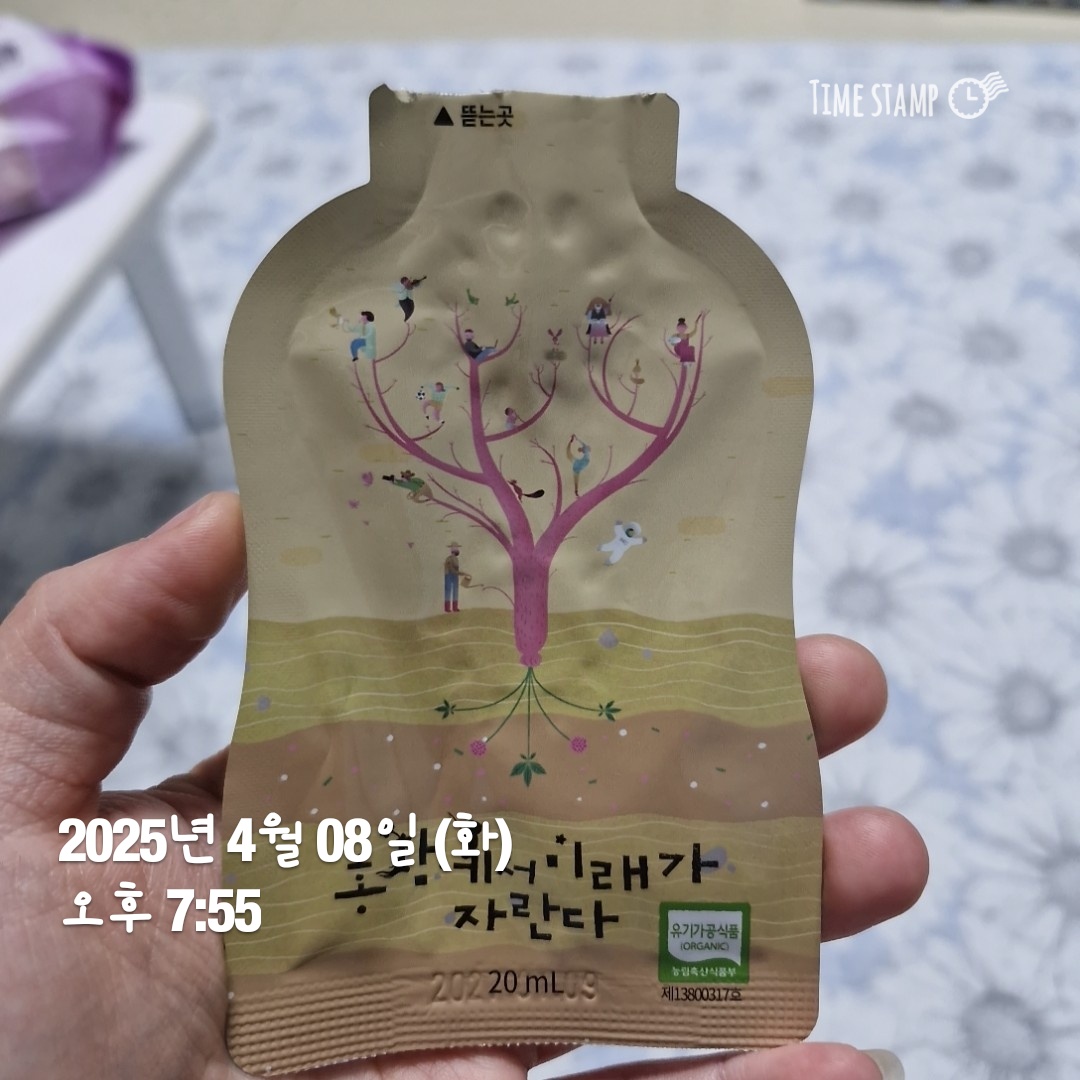 TIME STAMP
▲ 뜯는곳
2025년 4월 08일 (화)
오후 7:55
미래가
자란다
유기가공식품
(ORGANIC)
농림축산식품부
제13800317호
20 mL